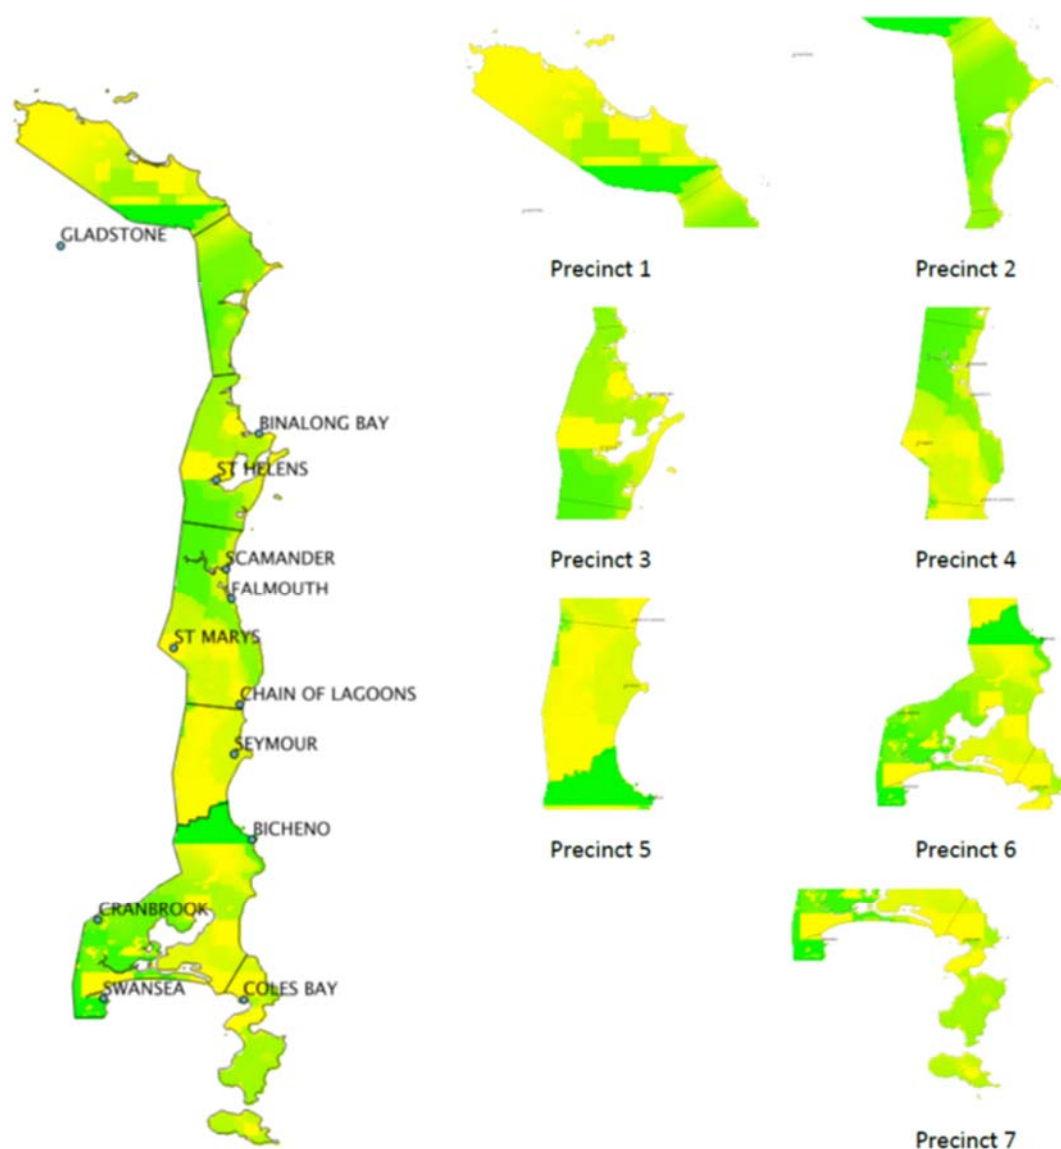 GLADSTONE
BINALONG BAY
ST HELENS
SCAMANDER
FALMOUTH
ST MARYS
CHAIN OF LAGOONS
SEYMOUR
BICHENO
CRANBROOK
SWANSEA
COLES BAY
Precinct 1
Precinct 2
Precinct 3
Precinct 4
Precinct 5
Precinct 6
Precinct 7